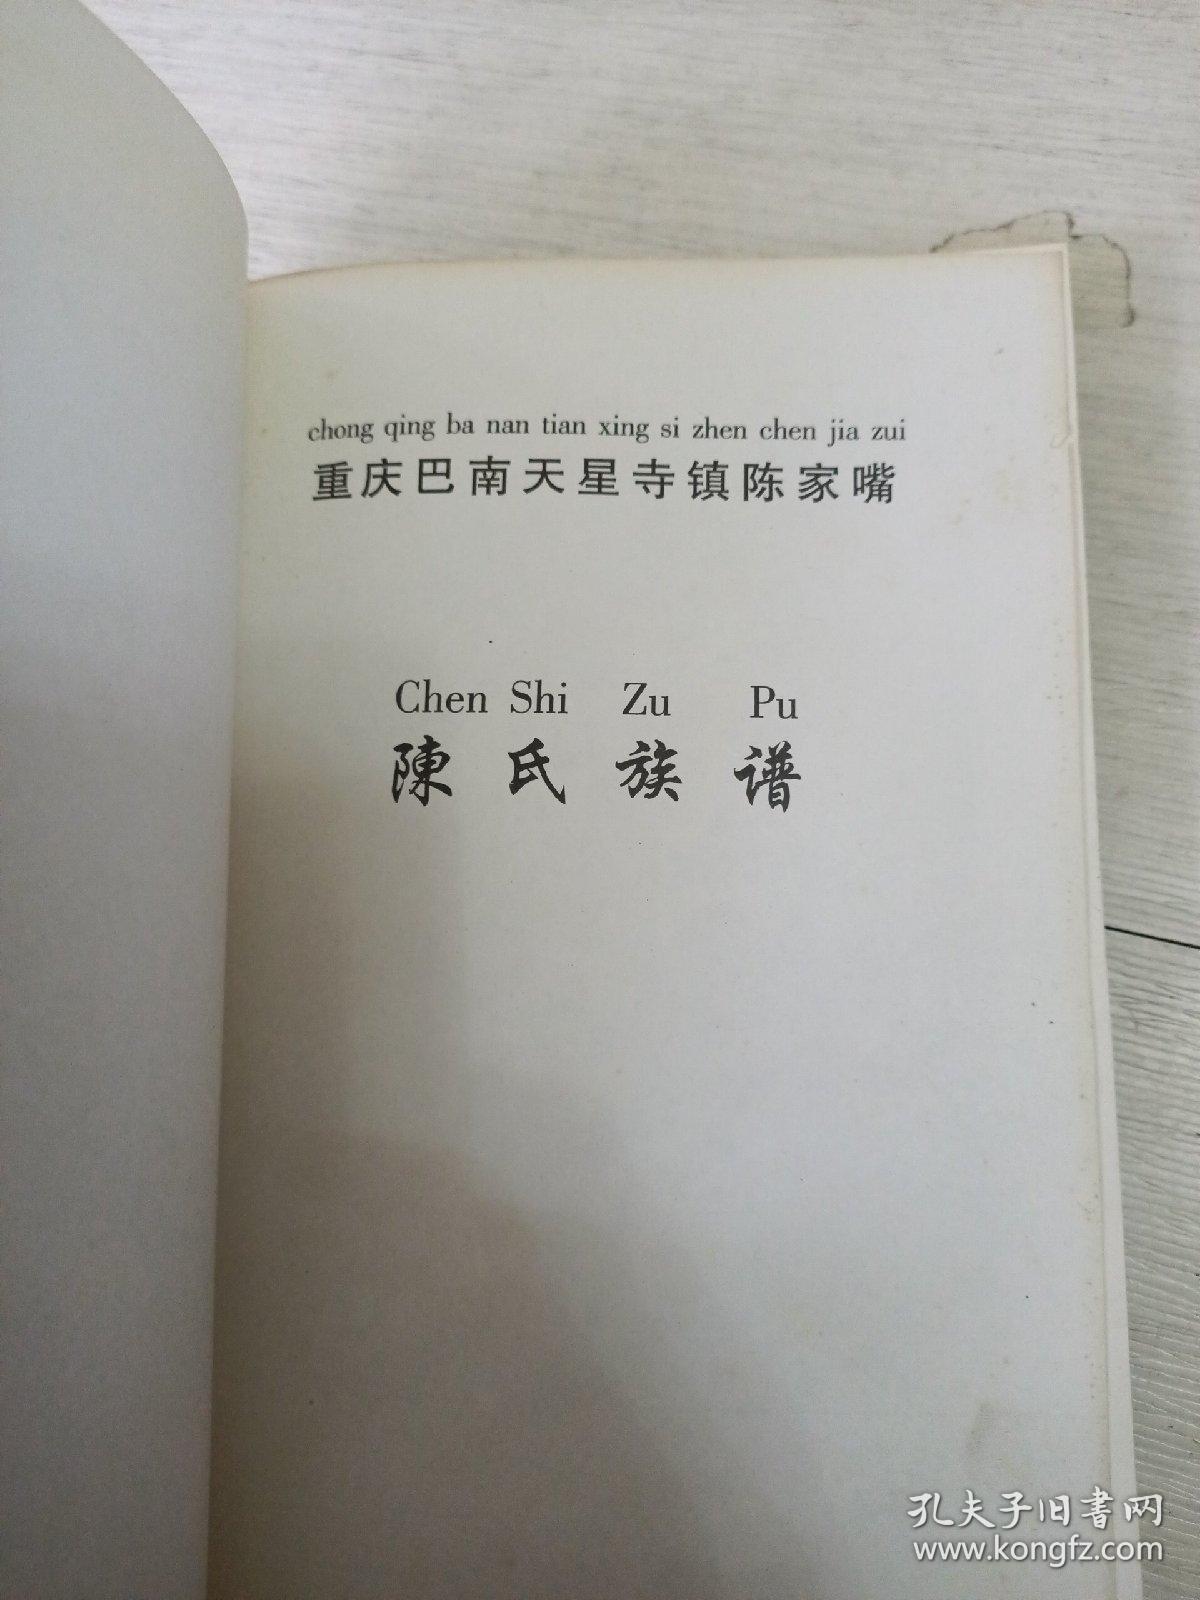 chong qing ba nan tian xing si zhen chen jia zui
重庆巴南天星寺镇陈家嘴
Chen Shi Zu Pu
陳氏族谱
孔夫子旧书网
www.kongfz.com